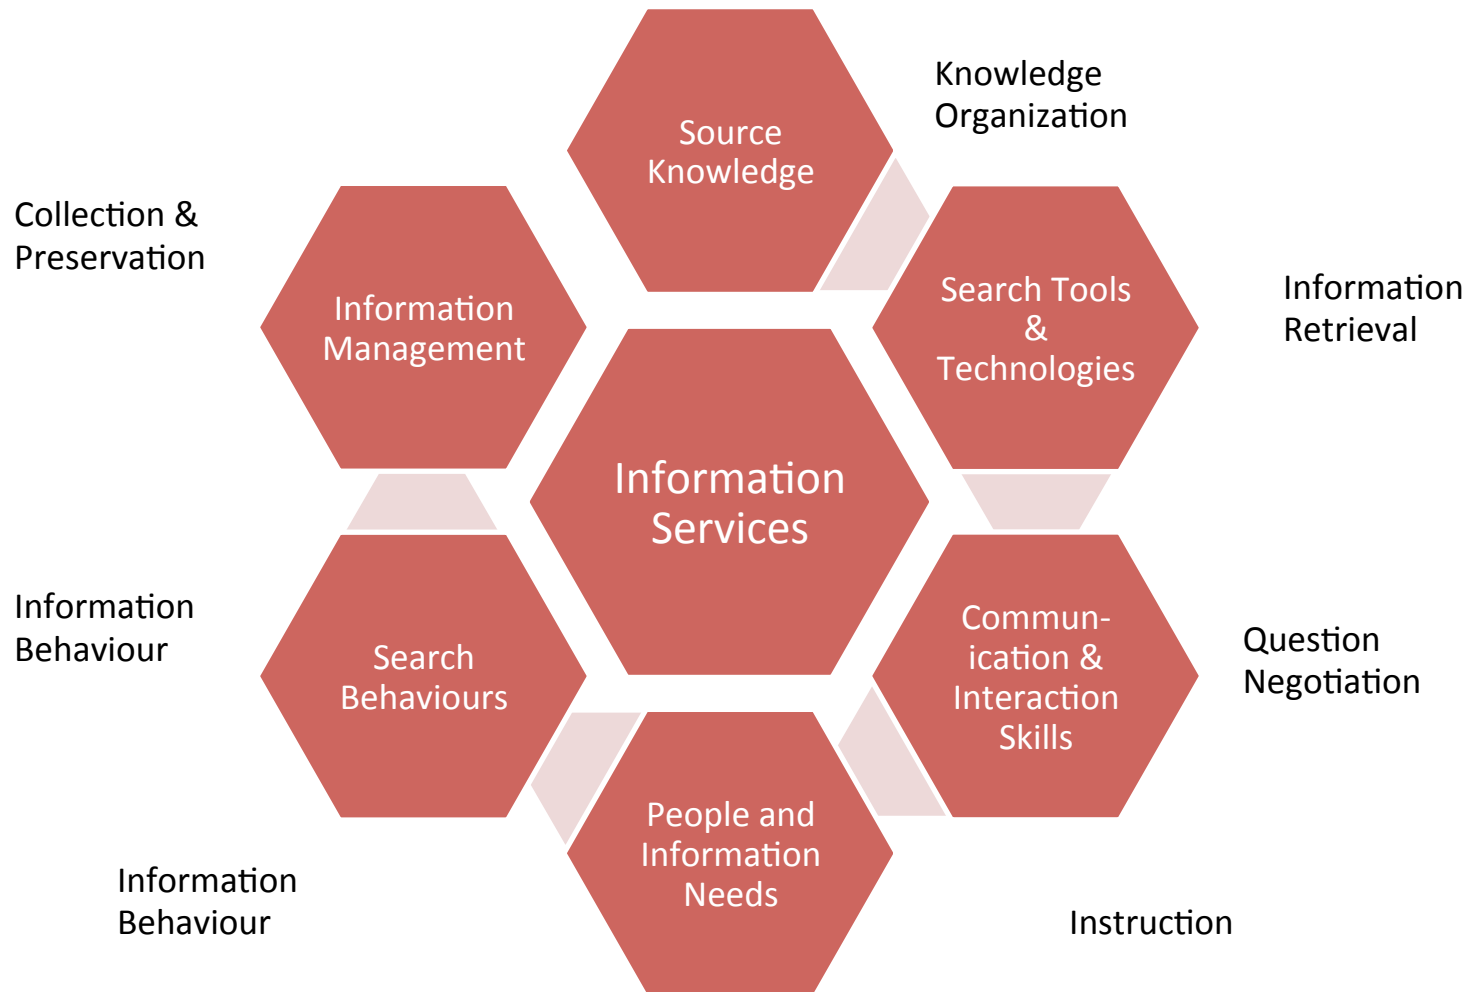 Source
Knowledge
Knowledge
Organization
Collection &
Preservation
Information
Management
Search Tools
&
Technologies
Information
Retrieval
Information
Services
Information
Behaviour
Search
Behaviours
Commun-
ication &
Interaction
Skills
Question
Negotiation
People and
Information
Needs
Information
Behaviour
Instruction